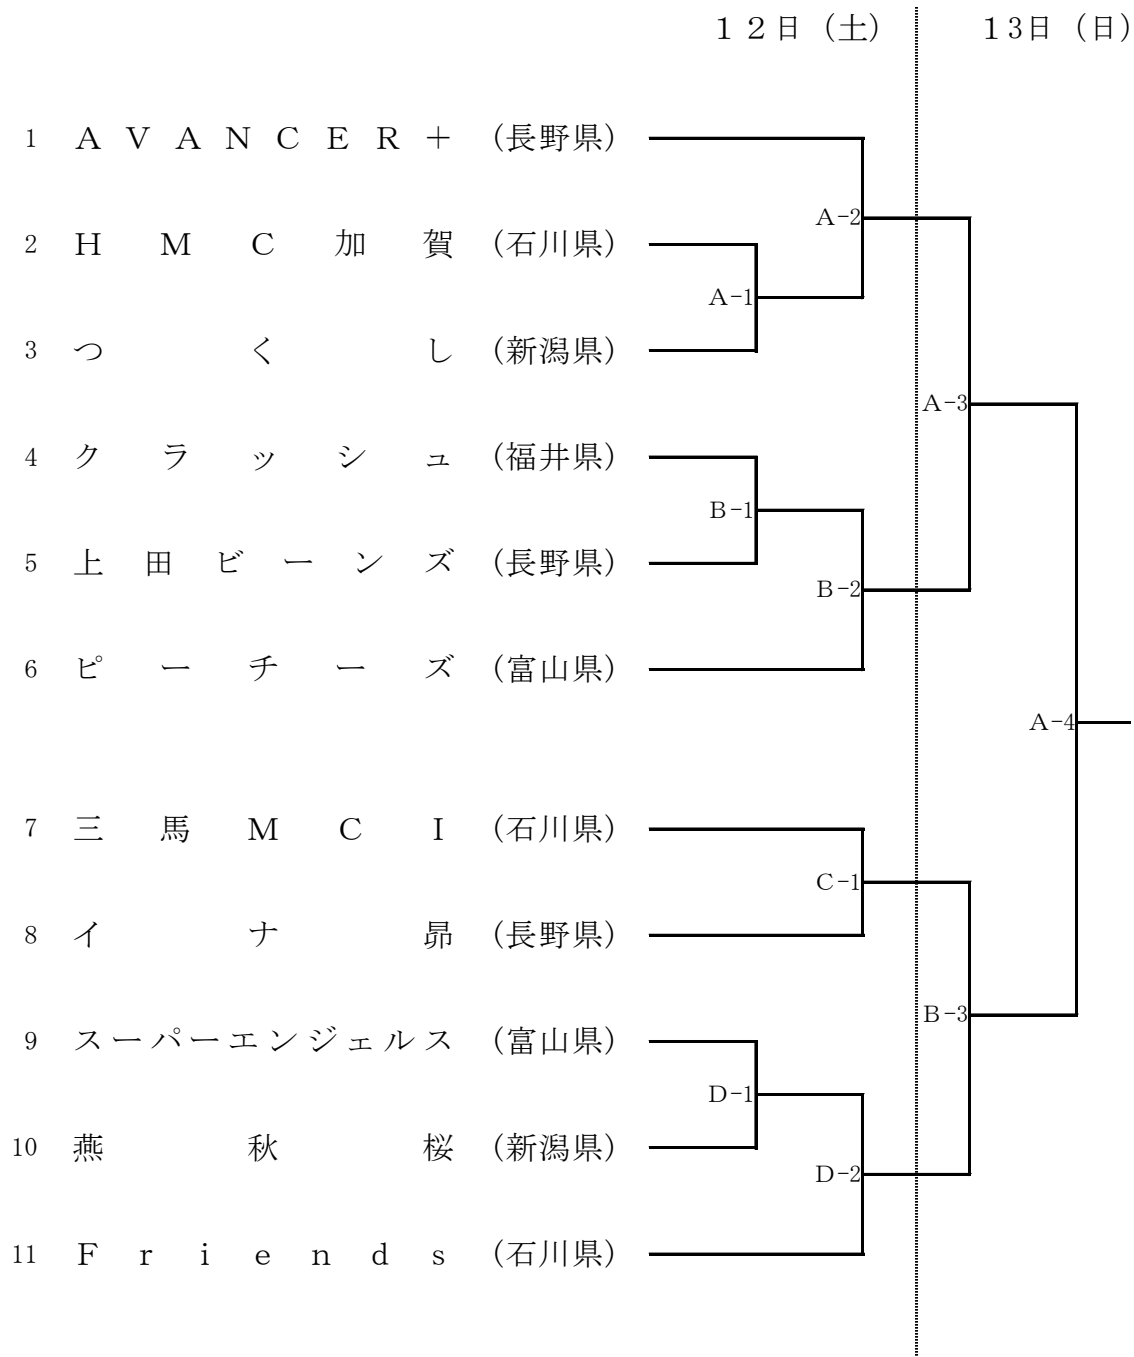 １２日（土） １3日（日）
1 ＡＶＡＮＣＥＲ＋ （長野県）
A-2
2 ＨＭＣ加賀 （石川県）
A-1
3 つくし （新潟県）
A-3
4 クラッシュ （福井県）
B-1
5 上田ビーンズ （長野県）
B-2
6 ピーチーズ （富山県）
A-4
7 三馬ＭＣＩ （石川県）
C-1
8 イナ昴 （長野県）
B-3
9 スーパーエンジェルス （富山県）
D-1
10 燕秋桜 （新潟県）
D-2
11 Ｆｒｉｅｎｄｓ （石川県）